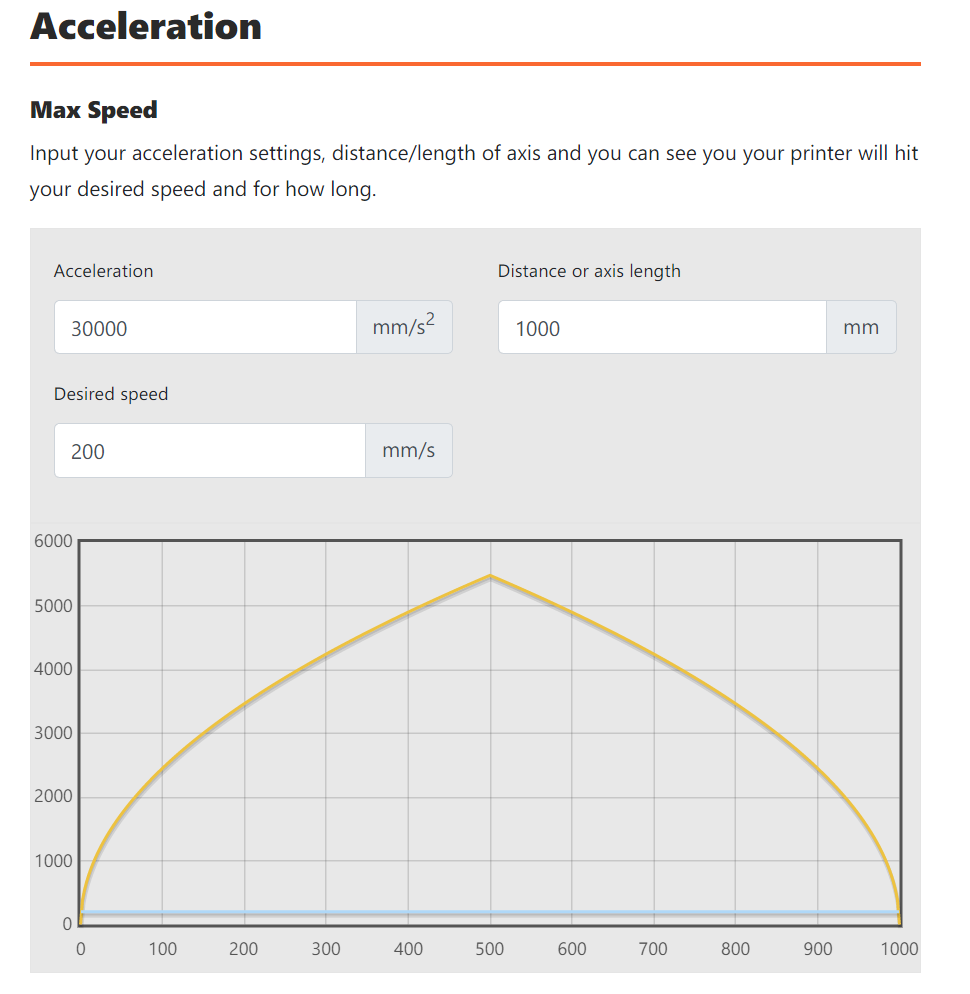 Acceleration
Max Speed
Input your acceleration settings, distance/length of axis and you can see you your printer will hit
your desired speed and for how long.
Acceleration
Distance or axis length
30000 mm/s²
1000 mm
Desired speed
200 mm/s
6000
5000
4000
3000
2000
1000
0
0 100 200 300 400 500 600 700 800 900 1000